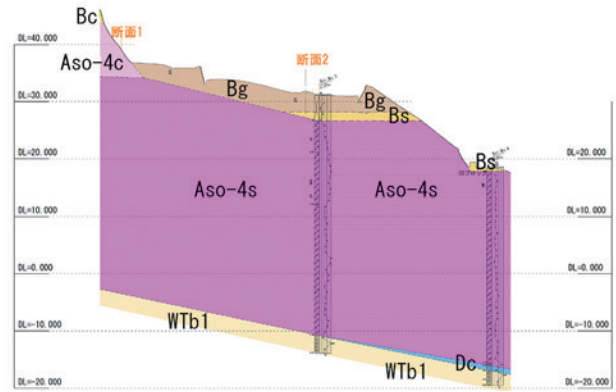 Bc
断面1
DL=40.000
Aso-4c
断面2
Bg
Bg
DL=30.000
Bs
DL=20.000
DL=20.000
Bs
Aso-4s
Aso-4s
DL=10.000
DL=10.000
DL=0.000
DL=0.000
WTb1
DL=-10.000
DL=-10.000
Dc
WTb1
DL=-20.000
DL=-20.000